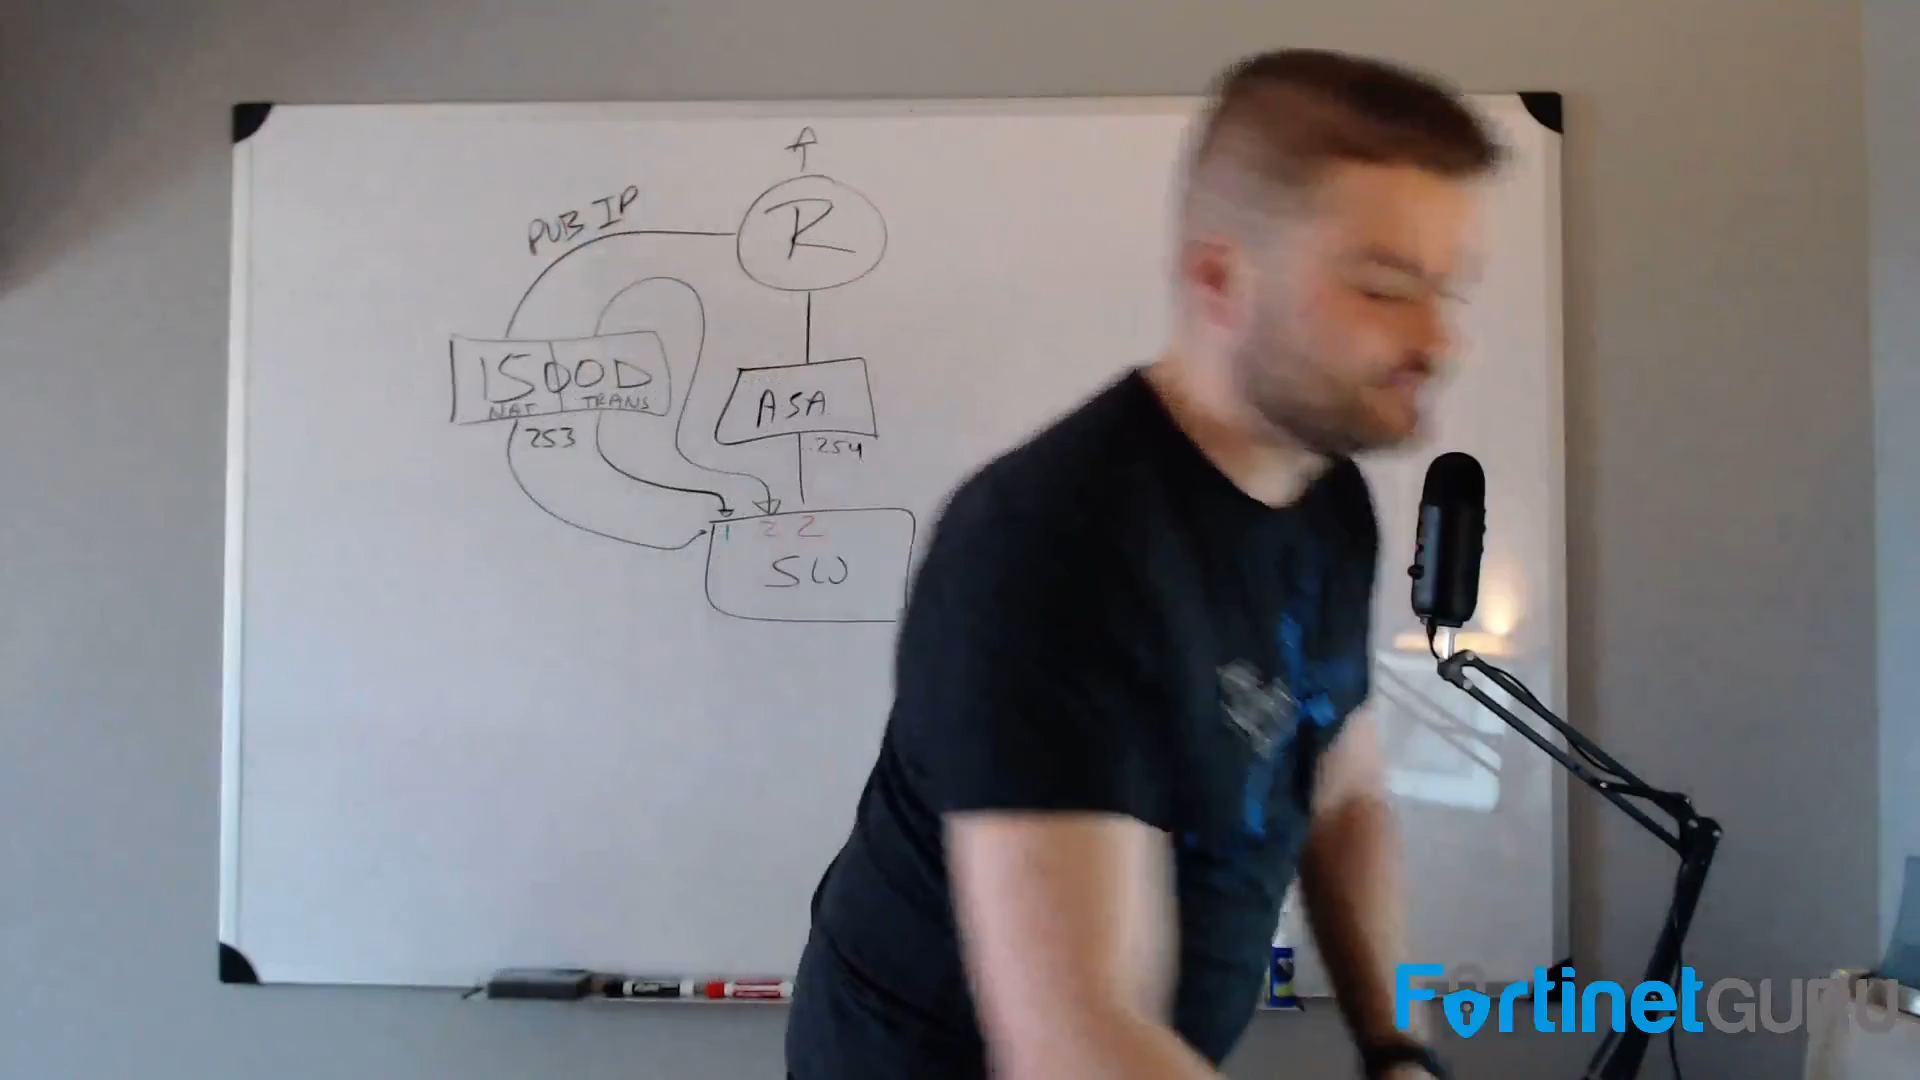 PUB IP
R
1500D
NAT TRANS
253
ASA
.254
1 2 2
SW
FortinetGURU